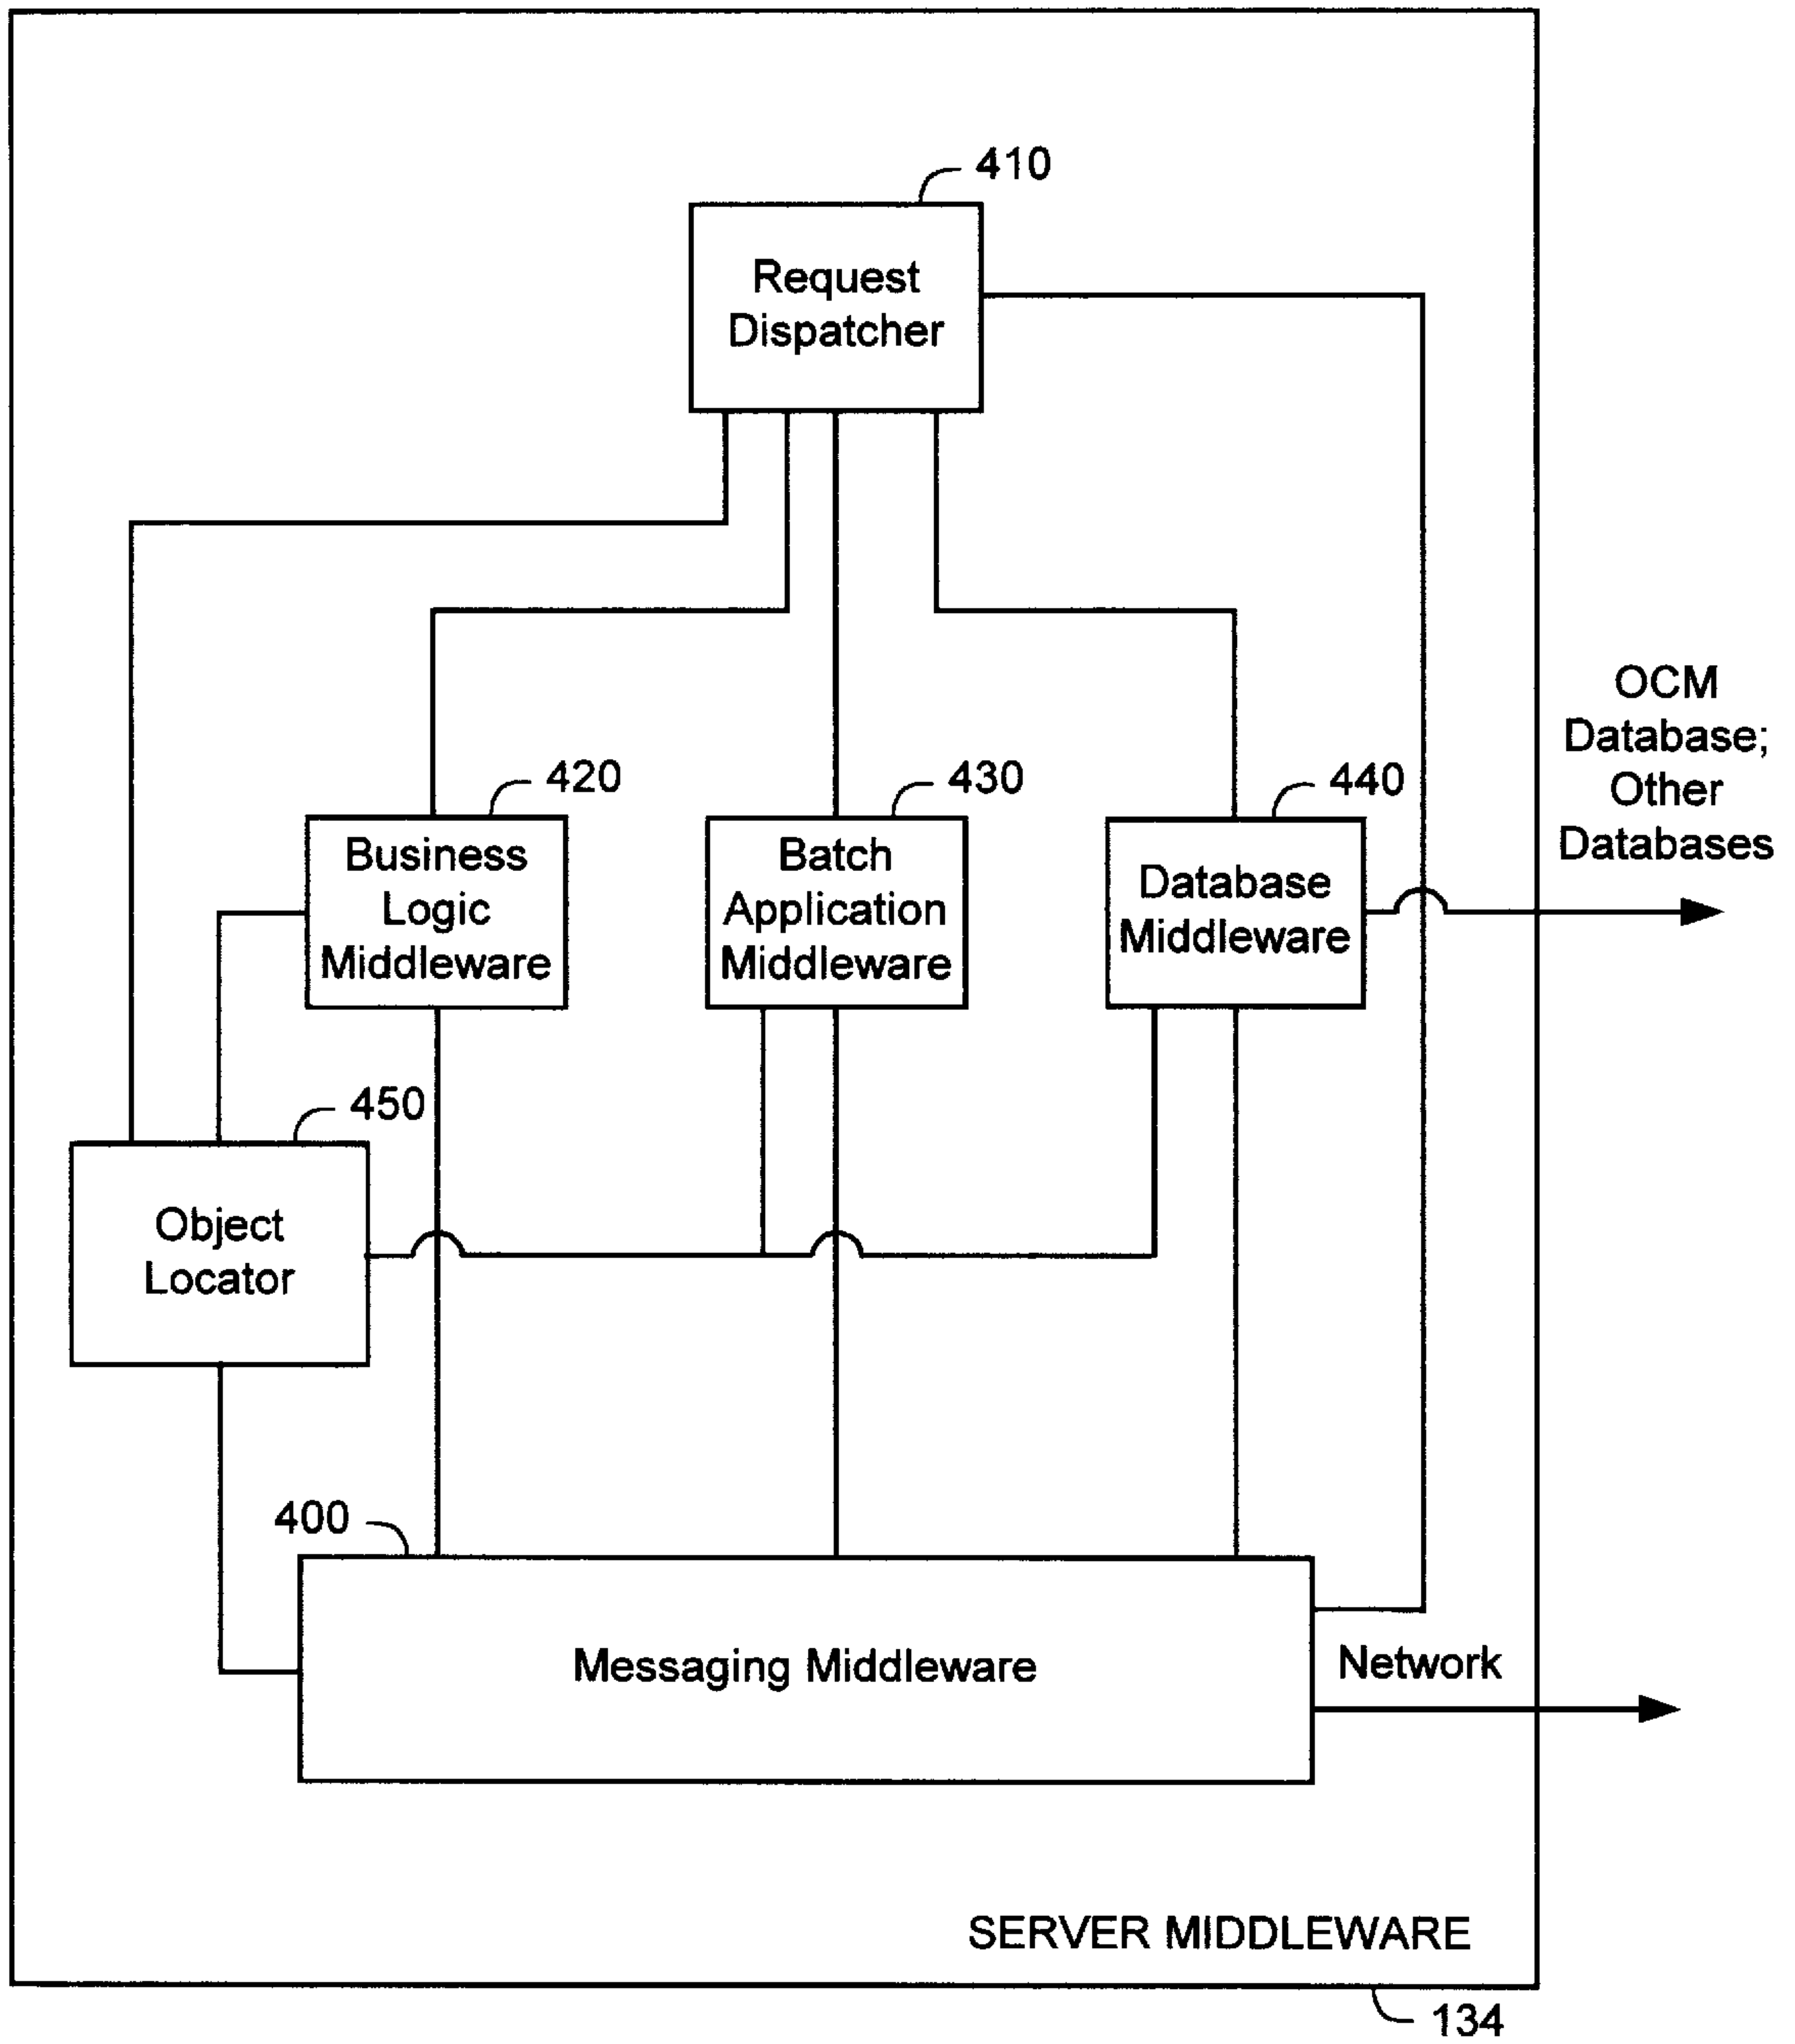 410
Request
Dispatcher
OCM
Database;
Other
Databases
420
430
440
Business
Logic
Middleware
Batch
Application
Middleware
Database
Middleware
450
Object
Locator
400
Messaging Middleware
Network
SERVER MIDDLEWARE
134